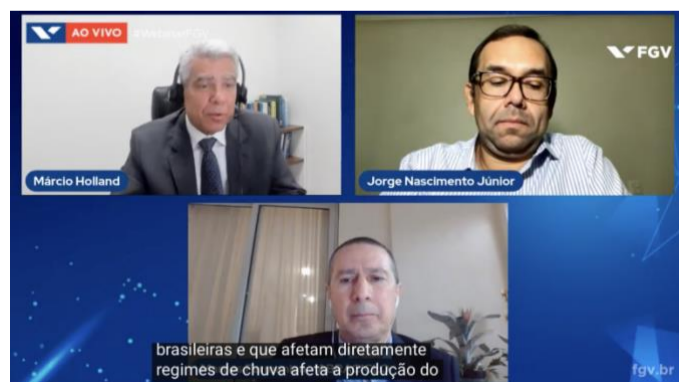 AO VIVO
FGV
Márcio Holland
Jorge Nascimento Júnior
brasileiras e que afetam diretamente
regimes de chuva afeta a produção do
fgv.br